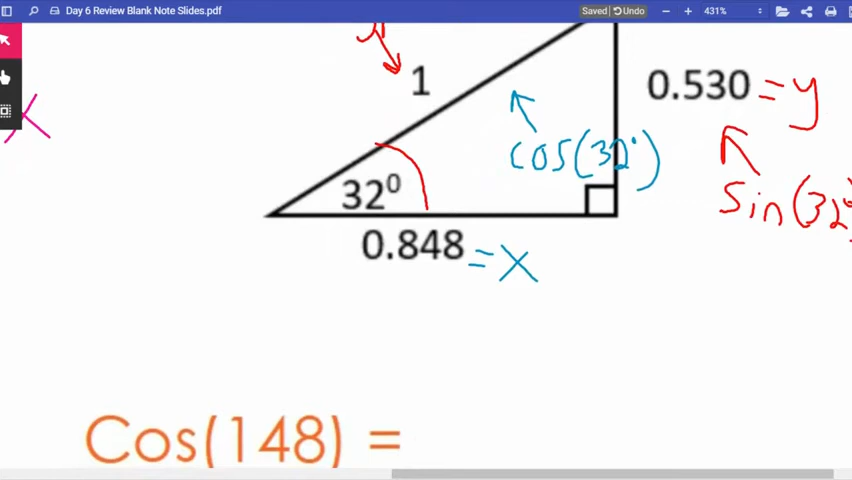 Day 6 Review Blank Note Slides.pdf
Saved Undo
431%
1
0.530 = y
cos(32°)
32⁰
sin(32°
0.848 = x
x
Cos(148) =